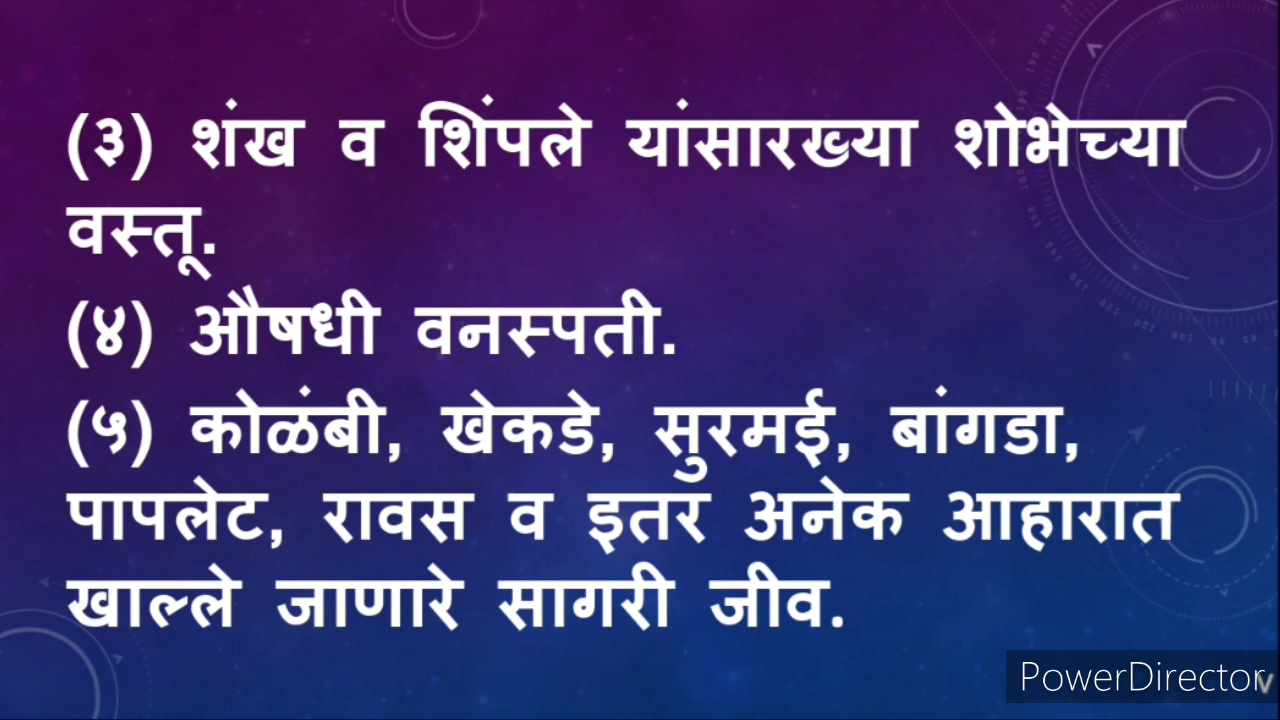 (३) शंख व शिंपले यांसारख्या शोभेच्या
वस्तू.
(४) औषधी वनस्पती.
(५) कोळंबी, खेकडे, सुरमई, बांगडा,
पापलेट, रावस व इतर अनेक आहारात
खाल्ले जाणारे सागरी जीव.
PowerDirector